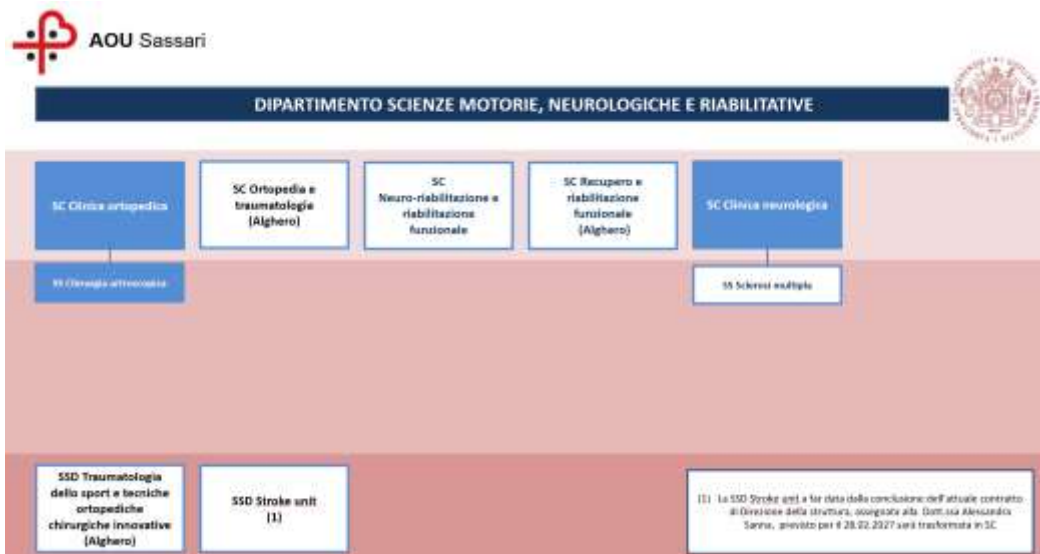 AOU Sassari
DIPARTIMENTO SCIENZE MOTORIE, NEUROLOGICHE E RIABILITATIVE
SC Clinica ortopedica
SC Ortopedia e
traumatologia
(Alghero)
SC
Neuro-riabilitazione e
riabilitazione
funzionale
SC Recupero e
riabilitazione
funzionale
(Alghero)
SC Clinica neurologica
SS Chirurgia artroscopica
SS Sclerosi multipla
SSD Traumatologia
dello sport e tecniche
ortopediche
chirurgiche innovative
(Alghero)
SSD Stroke unit
(1)
(1) La SSD Stroke unit a far data dalla conclusione dell'attuale contratto
di Direzione della struttura, assegnata alla Dott.ssa Alessandra
Sanna, previsto per il 28.02.2027 sarà trasformata in SC